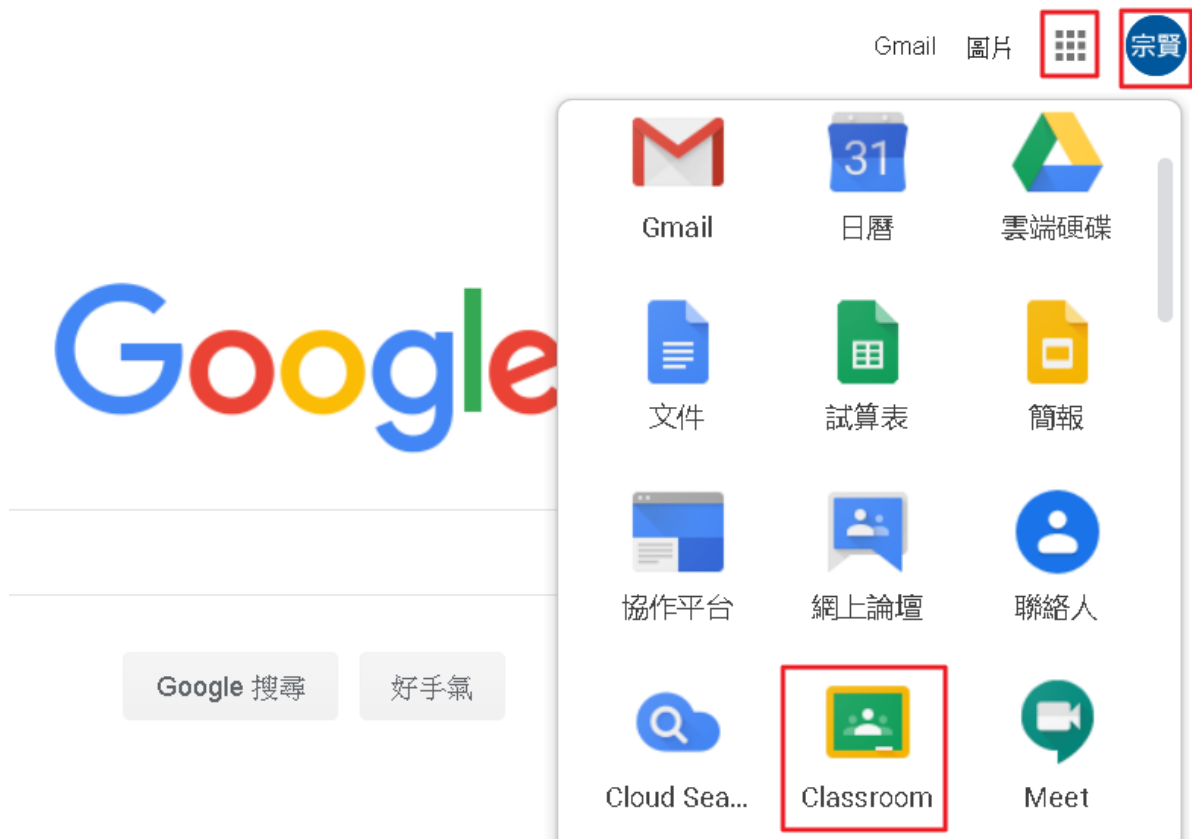 Gmail 圖片 宗賢
31
Gmail 日曆 雲端硬碟
Google
文件 試算表 簡報
協作平台 網上論壇 聯絡人
Google 搜尋 好手氣
Cloud Sea... Classroom Meet